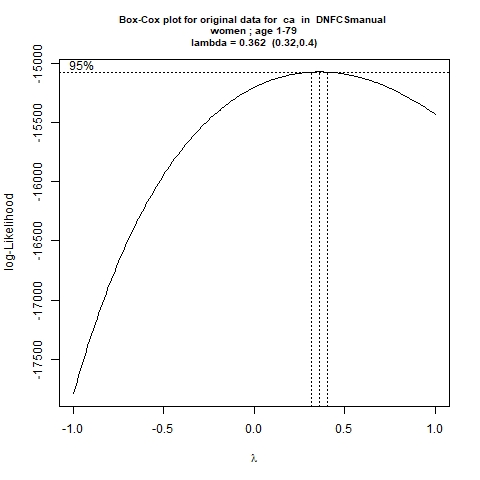 Box-Cox plot for original data for ca in DNFCSmanual
women ; age 1-79
lambda = 0.362 (0.32,0.4)
95%
-15000
-15500
-16000
-16500
-17000
-17500
log-Likelihood
-1.0 -0.5 0.0 0.5 1.0
λ